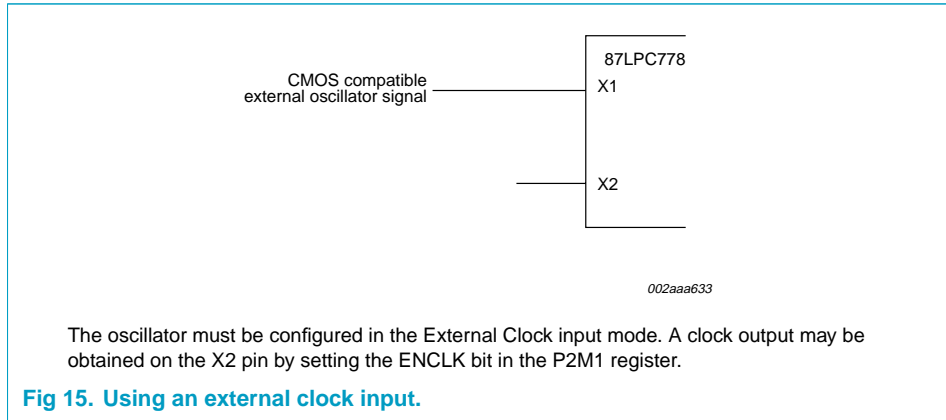 87LPC778
CMOS compatible
external oscillator signal
X1
X2
002aaa633
The oscillator must be configured in the External Clock input mode. A clock output may be
obtained on the X2 pin by setting the ENCLK bit in the P2M1 register.
Fig 15. Using an external clock input.